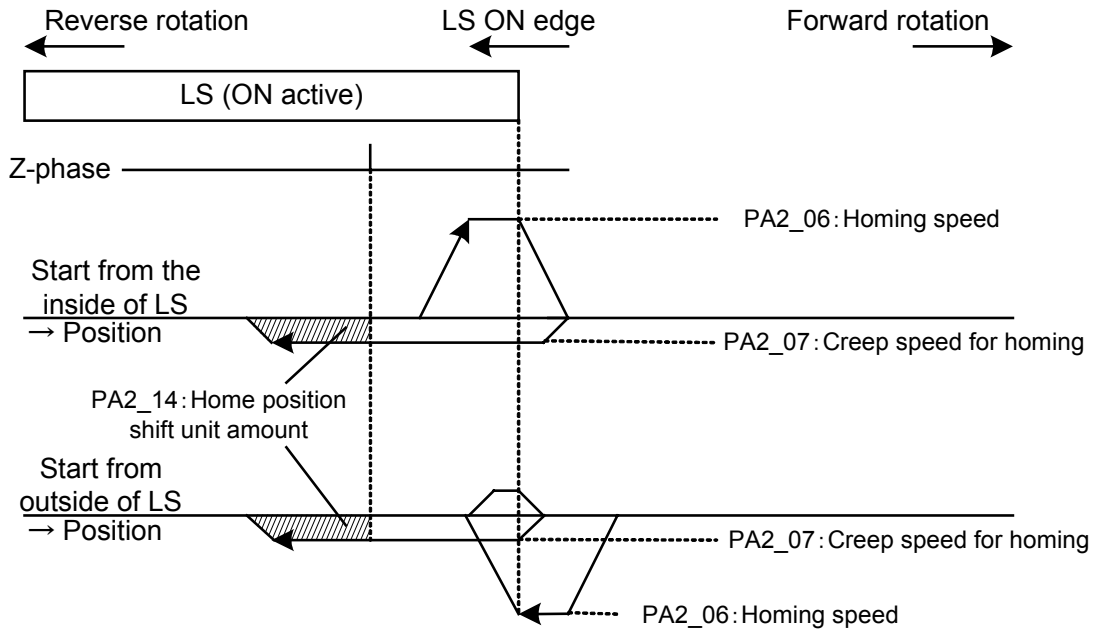 Reverse rotation
LS ON edge
Forward rotation
LS (ON active)
Z-phase
PA2_06：Homing speed
Start from the
inside of LS
→ Position
PA2_07：Creep speed for homing
PA2_14：Home position
shift unit amount
Start from
outside of LS
→ Position
PA2_07：Creep speed for homing
PA2_06：Homing speed